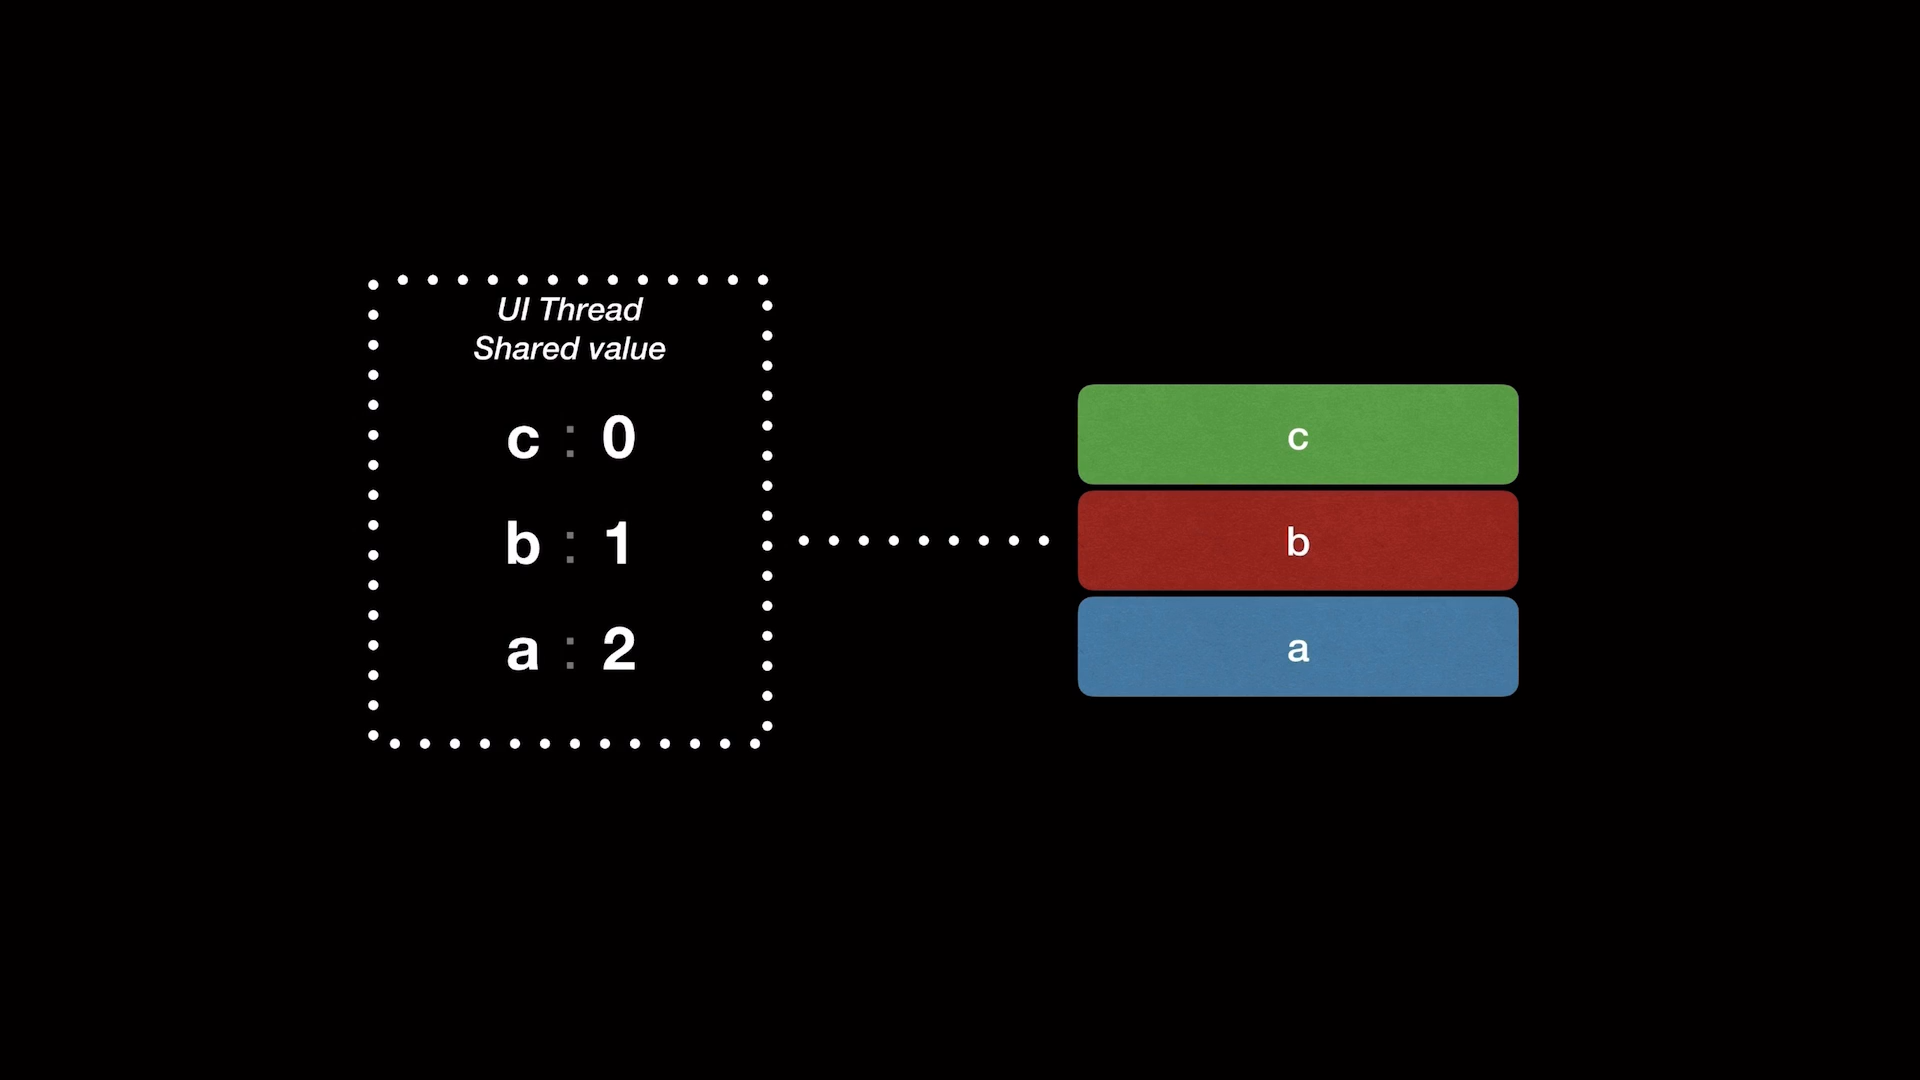 UI Thread
Shared value
c : 0
b : 1
a : 2
c
b
a